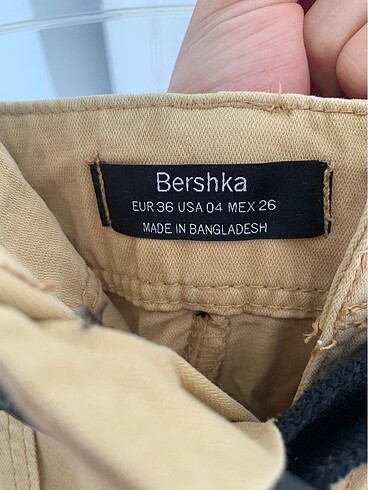 Bershka
EUR 36 USA 04 MEX 26
MADE IN BANGLADESH